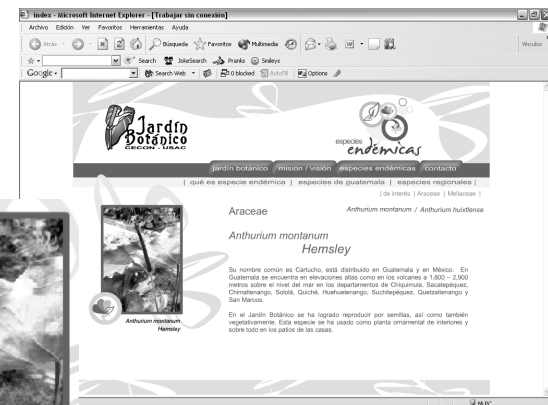 index - Microsoft Internet Explorer - [Trabajar sin conexión]
Archivo Edición Ver Favoritos Herramientas Ayuda
Atrás Búsqueda Favoritos Multimedia Vínculos
Search JokeSearch Pranks Smileys
Google Search Web 0 blocked AutoFill Options
Jardín
Botánico
CECON - USAC
especies
endémicas
jardín botánico misión / visión especies endémicas contacto
| qué es especie endémica | especies de guatemala | especies regionales |
| de interés | Araceae | Meliaceae |
Araceae Anthurium montanum / Anthurium huixtlense
Anthurium montanum
Hemsley
Su nombre común es Cartucho, está distribuido en Guatemala y en México. En
Guatemala se encuentra en elevaciones altas como en los volcanes a 1,800 – 2,900
metros sobre el nivel del mar en los departamentos de Chiquimula, Sacatepéquez,
Chimaltenango, Sololá, Quiché, Huehuetenango, Suchitepéquez, Quetzaltenango y
San Marcos.
En el Jardín Botánico se ha logrado reproducir por semillas, así como también
vegetativamente. Esta especie se ha usado como planta ornamental de interiores y
sobre todo en los patios de las casas.
Anthurium montanum
Hemsley
Mi PC